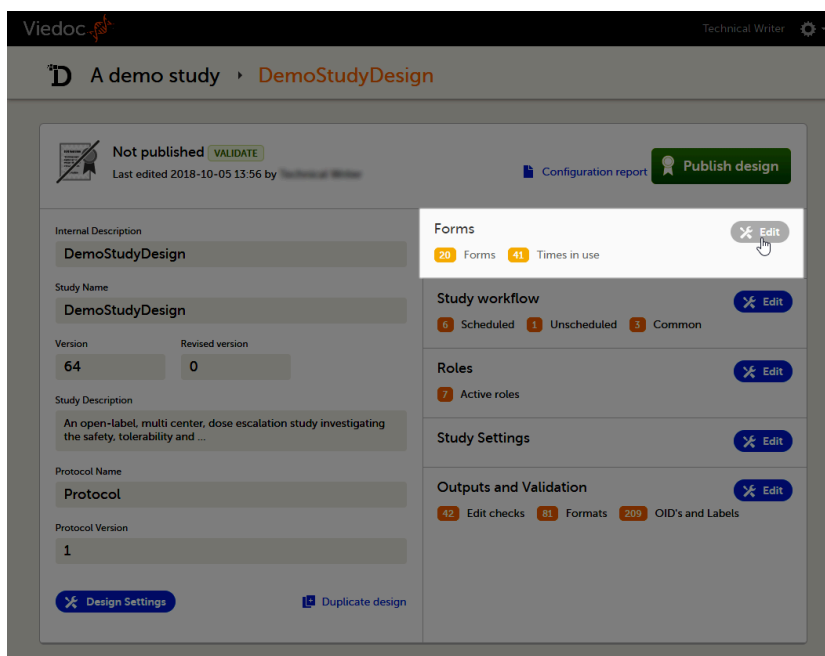 Viedoc
Technical Writer
A demo study
DemoStudyDesign
Not published VALIDATE
Last edited 2018-10-05 13:56 by
Configuration report
Publish design
Internal Description
DemoStudyDesign
Study Name
DemoStudyDesign
Version
Revised version
64
0
Study Description
An open-label, multi center, dose escalation study investigating
the safety, tolerability and ...
Protocol Name
Protocol
Protocol Version
1
Design Settings
Duplicate design
Forms
Edit
20 Forms 41 Times in use
Study workflow
Edit
6 Scheduled 1 Unscheduled 3 Common
Roles
Edit
7 Active roles
Study Settings
Edit
Outputs and Validation
Edit
42 Edit checks 81 Formats 209 OID's and Labels